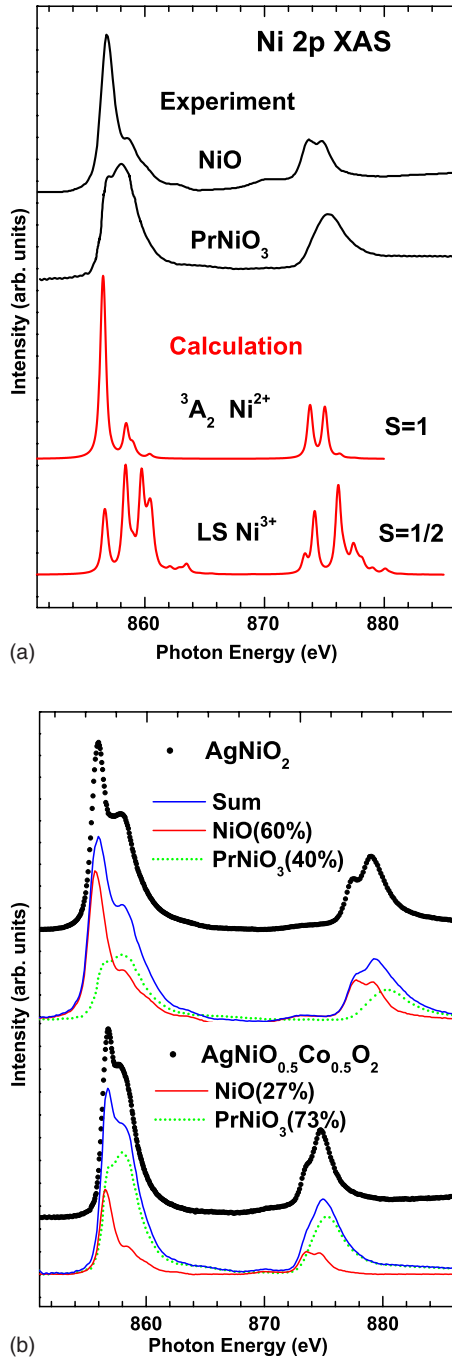 Ni 2p XAS
Experiment
NiO
PrNiO₃
Calculation
³A₂ Ni²⁺
S=1
LS Ni³⁺
S=1/2
Intensity (arb. units)
860 870 880
Photon Energy (eV)
(a)
AgNiO₂
Sum
NiO(60%)
PrNiO₃(40%)
AgNiO₀.₅Co₀.₅O₂
NiO(27%)
PrNiO₃(73%)
Intensity (arb. units)
860 870 880
Photon Energy (eV)
(b)